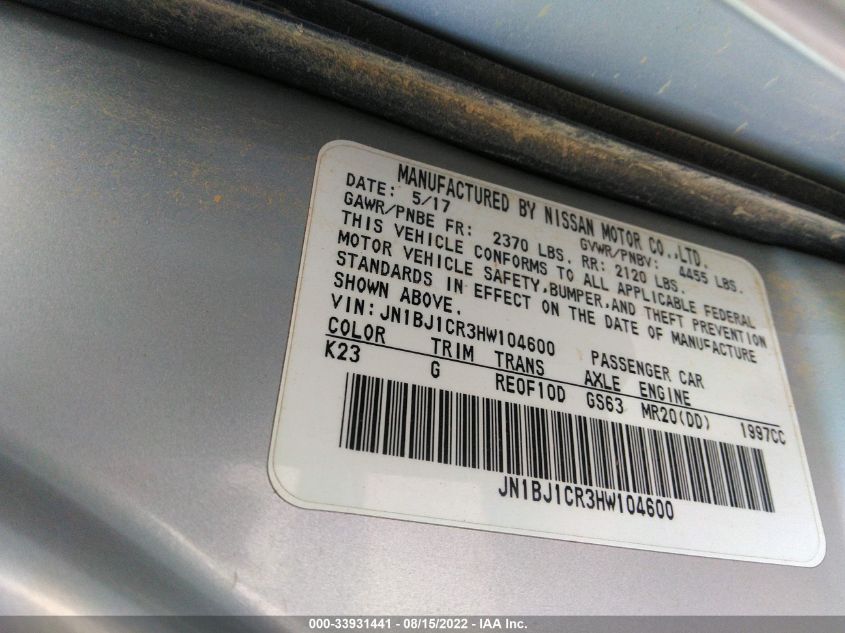 MANUFACTURED BY NISSAN MOTOR CO.,LTD.
DATE: 5/17 GVWR/PNBV: 4455 LBS.
GAWR/PNBE FR: 2370 LBS. RR: 2120 LBS.
THIS VEHICLE CONFORMS TO ALL APPLICABLE FEDERAL
MOTOR VEHICLE SAFETY,BUMPER,AND THEFT PREVENTION
STANDARDS IN EFFECT ON THE DATE OF MANUFACTURE
SHOWN ABOVE.
VIN:JN1BJ1CR3HW104600 PASSENGER CAR
COLOR TRIM TRANS AXLE ENGINE
K23 G RE0F10D GS63 MR20(DD) 1997CC
JN1BJ1CR3HW104600
000-33931441 - 08/15/2022 - IAA Inc.